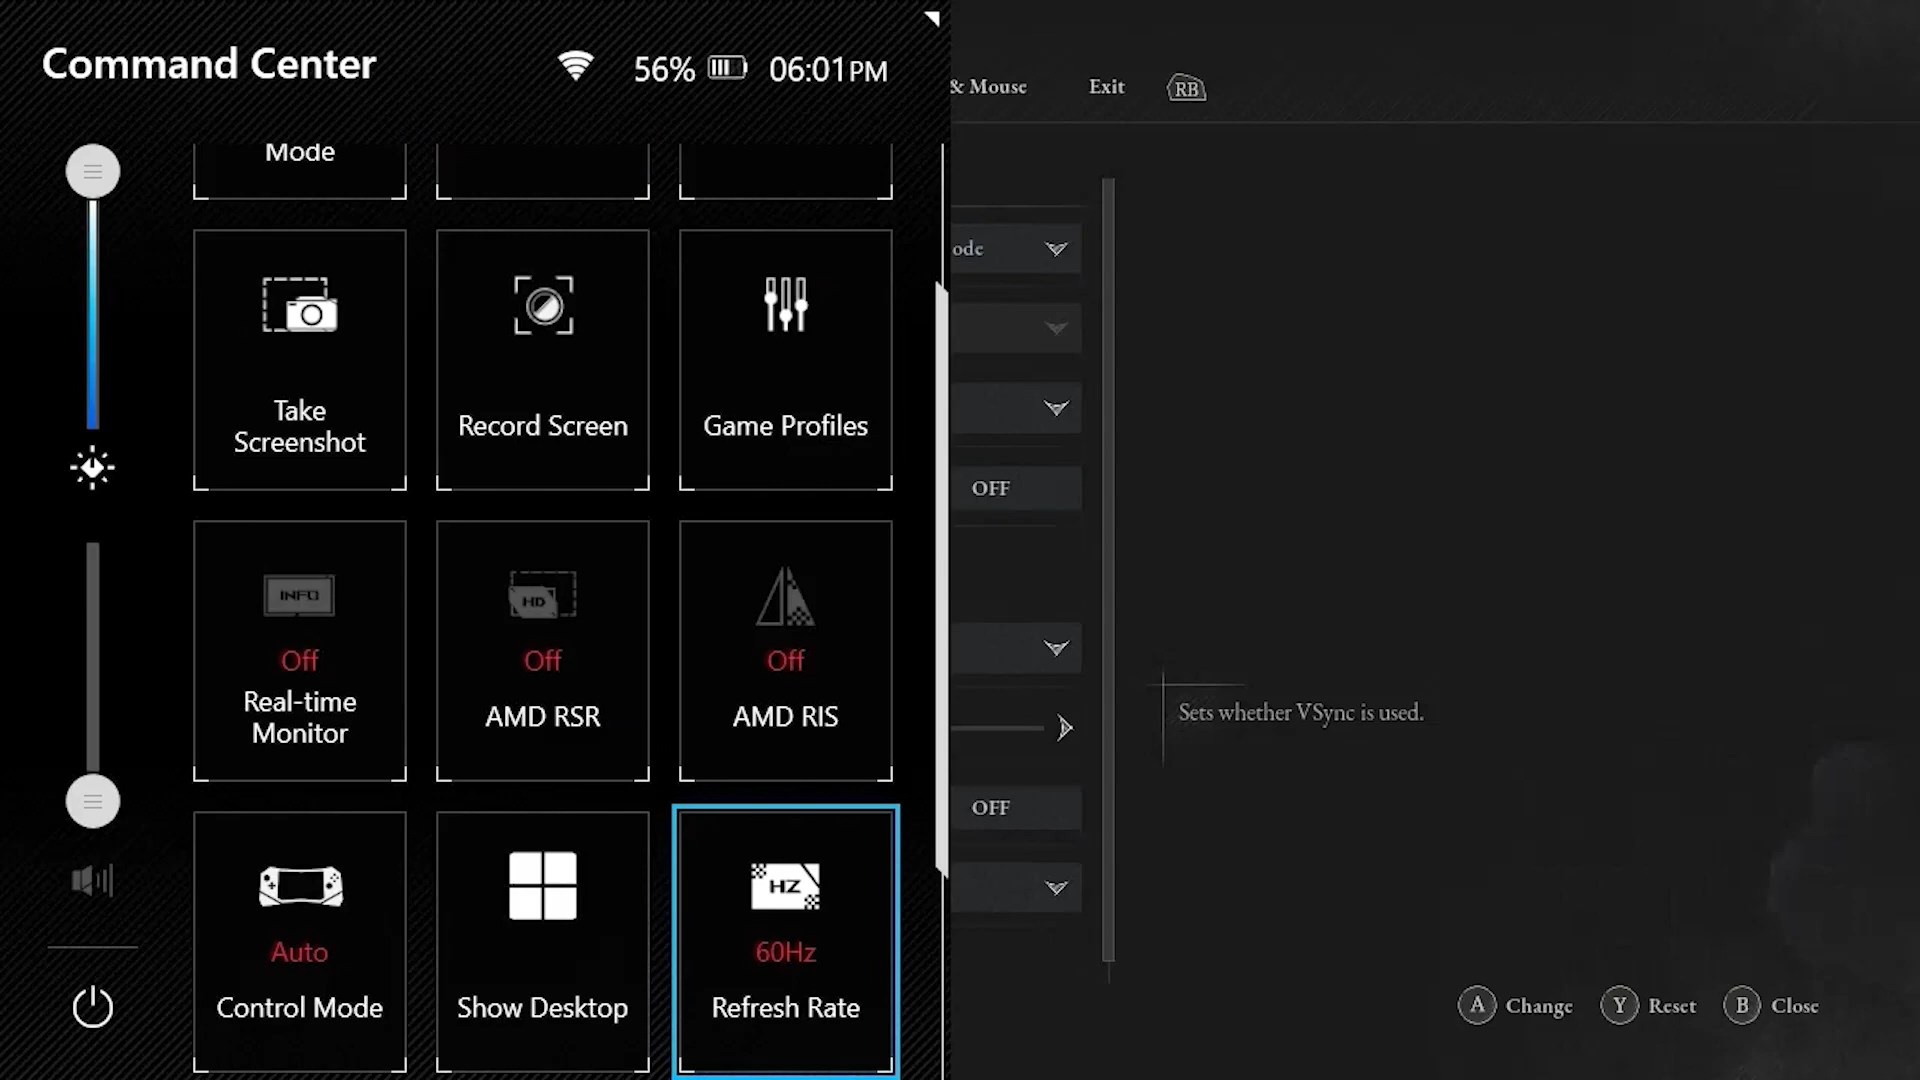 Command Center
56%
06:01PM
& Mouse
Exit
RB
Mode
ode
Take
Screenshot
Record Screen
Game Profiles
OFF
INFO
HD
Off
Off
Off
Real-time
Monitor
AMD RSR
AMD RIS
Sets whether VSync is used.
OFF
HZ
Auto
60Hz
Control Mode
Show Desktop
Refresh Rate
A Change
Y Reset
B Close